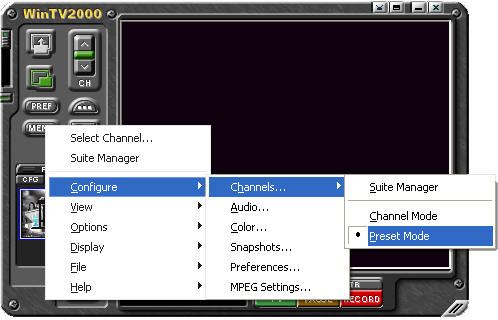 WinTV2000
CH
PREF
Select Channel...
Suite Manager
Configure
View
Options
Display
File
Help
Channels...
Audio...
Color...
Snapshots...
Preferences...
MPEG Settings...
Suite Manager
Channel Mode
Preset Mode
CFG
PAUSE
RECORD